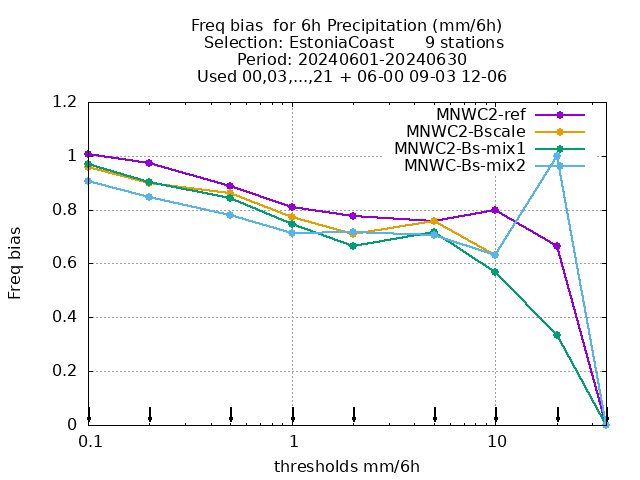 Freq bias  for 6h Precipitation (mm/6h)
Selection: EstoniaCoast      9 stations
Period: 20240601-20240630
Used 00,03,...,21 + 06-00 09-03 12-06
MNWC2-ref
MNWC2-Bscale
MNWC2-Bs-mix1
MNWC-Bs-mix2
Freq bias
1.2
1
0.8
0.6
0.4
0.2
0
0.1 1 10
thresholds mm/6h